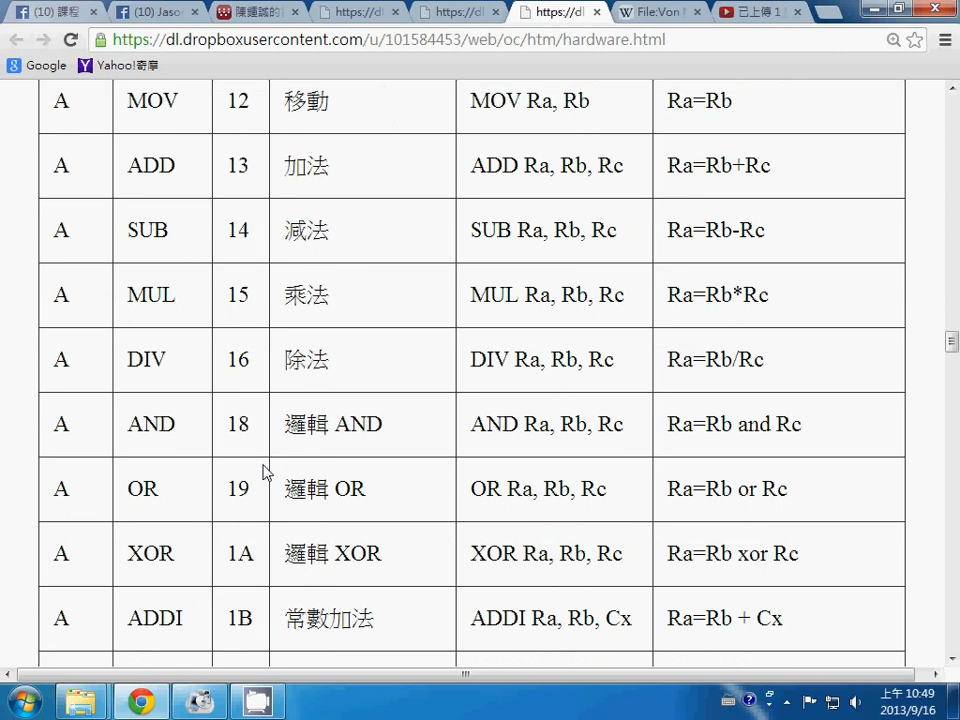 (10) 課程
(10) Jaso
陳鍾誠的
https://dl
https://dl
https://dl
File:Von N
已上傳 1
https://dl.dropboxusercontent.com/u/101584453/web/oc/htm/hardware.html
Google Yahoo!奇摩
A MOV 12 移動 MOV Ra, Rb Ra=Rb
A ADD 13 加法 ADD Ra, Rb, Rc Ra=Rb+Rc
A SUB 14 減法 SUB Ra, Rb, Rc Ra=Rb-Rc
A MUL 15 乘法 MUL Ra, Rb, Rc Ra=Rb*Rc
A DIV 16 除法 DIV Ra, Rb, Rc Ra=Rb/Rc
A AND 18 邏輯 AND AND Ra, Rb, Rc Ra=Rb and Rc
A OR 19 邏輯 OR OR Ra, Rb, Rc Ra=Rb or Rc
A XOR 1A 邏輯 XOR XOR Ra, Rb, Rc Ra=Rb xor Rc
A ADDI 1B 常數加法 ADDI Ra, Rb, Cx Ra=Rb + Cx
上午 10:49
2013/9/16